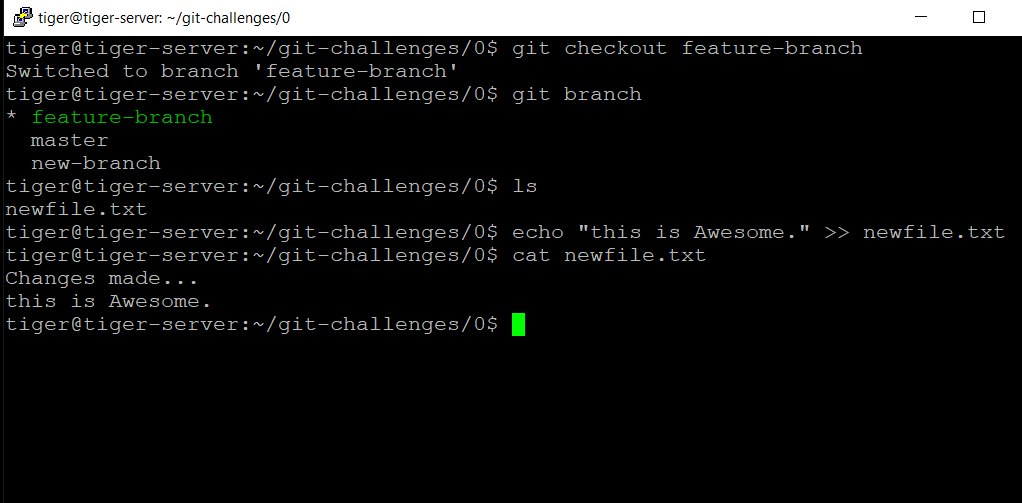 tiger@tiger-server: ~/git-challenges/0
tiger@tiger-server:~/git-challenges/0$ git checkout feature-branch
Switched to branch 'feature-branch'
tiger@tiger-server:~/git-challenges/0$ git branch
* feature-branch
  master
  new-branch
tiger@tiger-server:~/git-challenges/0$ ls
newfile.txt
tiger@tiger-server:~/git-challenges/0$ echo "this is Awesome." >> newfile.txt
tiger@tiger-server:~/git-challenges/0$ cat newfile.txt
Changes made...
this is Awesome.
tiger@tiger-server:~/git-challenges/0$